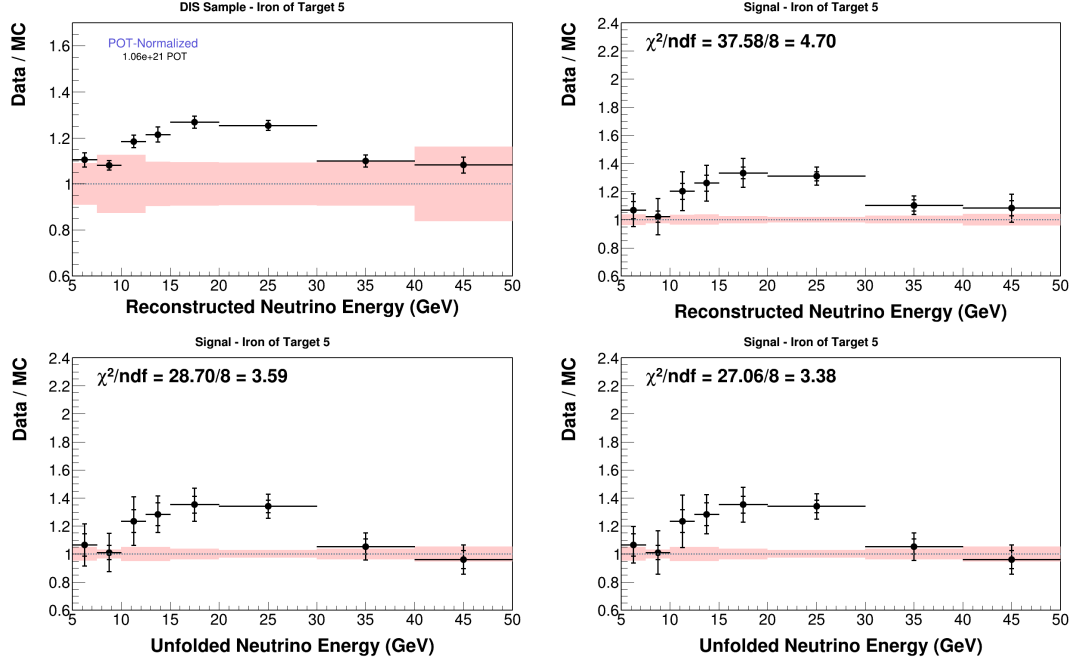 DIS Sample - Iron of Target 5
POT-Normalized
1.06e+21 POT
Data / MC
1.6
1.4
1.2
1
0.8
0.6
5 10 15 20 25 30 35 40 45 50
Reconstructed Neutrino Energy (GeV)
Signal - Iron of Target 5
χ²/ndf = 37.58/8 = 4.70
Data / MC
2.4
2.2
2
1.8
1.6
1.4
1.2
1
0.8
0.6
5 10 15 20 25 30 35 40 45 50
Reconstructed Neutrino Energy (GeV)
Signal - Iron of Target 5
χ²/ndf = 28.70/8 = 3.59
Data / MC
2.4
2.2
2
1.8
1.6
1.4
1.2
1
0.8
0.6
5 10 15 20 25 30 35 40 45 50
Unfolded Neutrino Energy (GeV)
Signal - Iron of Target 5
χ²/ndf = 27.06/8 = 3.38
Data / MC
2.4
2.2
2
1.8
1.6
1.4
1.2
1
0.8
0.6
5 10 15 20 25 30 35 40 45 50
Unfolded Neutrino Energy (GeV)